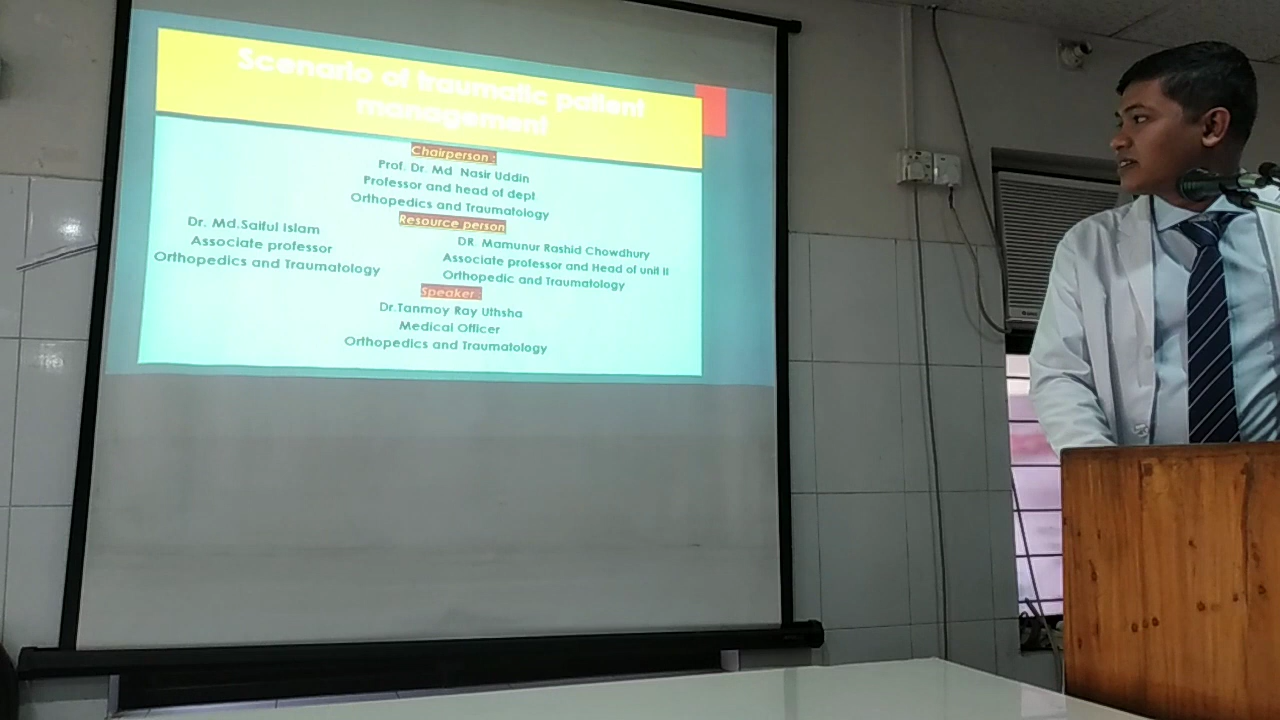 Scenario of traumatic patient
management
Chairperson :
Prof. Dr. Md Nasir Uddin
Professor and head of dept
Orthopedics and Traumatology
Resource person
Dr. Md.Saiful Islam
Associate professor
Orthopedics and Traumatology
DR. Mamunur Rashid Chowdhury
Associate professor and Head of unit II
Orthopedic and Traumatology
Speaker :
Dr.Tanmoy Ray Uthsha
Medical Officer
Orthopedics and Traumatology